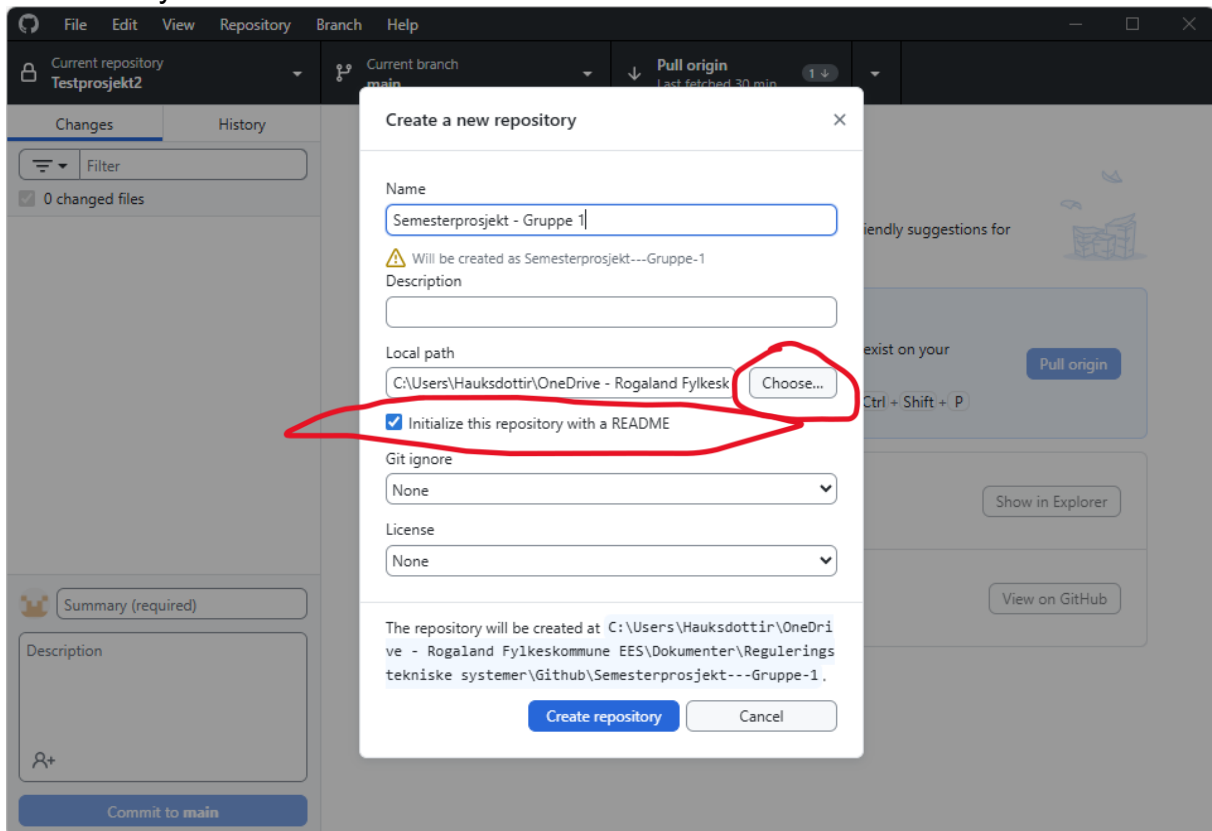 File Edit View Repository Branch Help
Current repository
Testprosjekt2
Current branch
main
Pull origin
Last fetched 30 min
1
Changes History
Filter
0 changed files
Create a new repository
Name
Semesterprosjekt - Gruppe 1
Will be created as Semesterprosjekt---Gruppe-1
Description
Local path
C:\Users\Hauksdottir\OneDrive - Rogaland Fylkesk
Choose...
Initialize this repository with a README
Git ignore
None
License
None
The repository will be created at C:\Users\Hauksdottir\OneDri
ve - Rogaland Fylkeskommune EES\Dokumenter\Regulerings
tekniske systemer\Github\Semesterprosjekt---Gruppe-1.
Create repository Cancel
iendly suggestions for
exist on your
Pull origin
Ctrl + Shift + P
Show in Explorer
View on GitHub
Summary (required)
Description
Commit to main